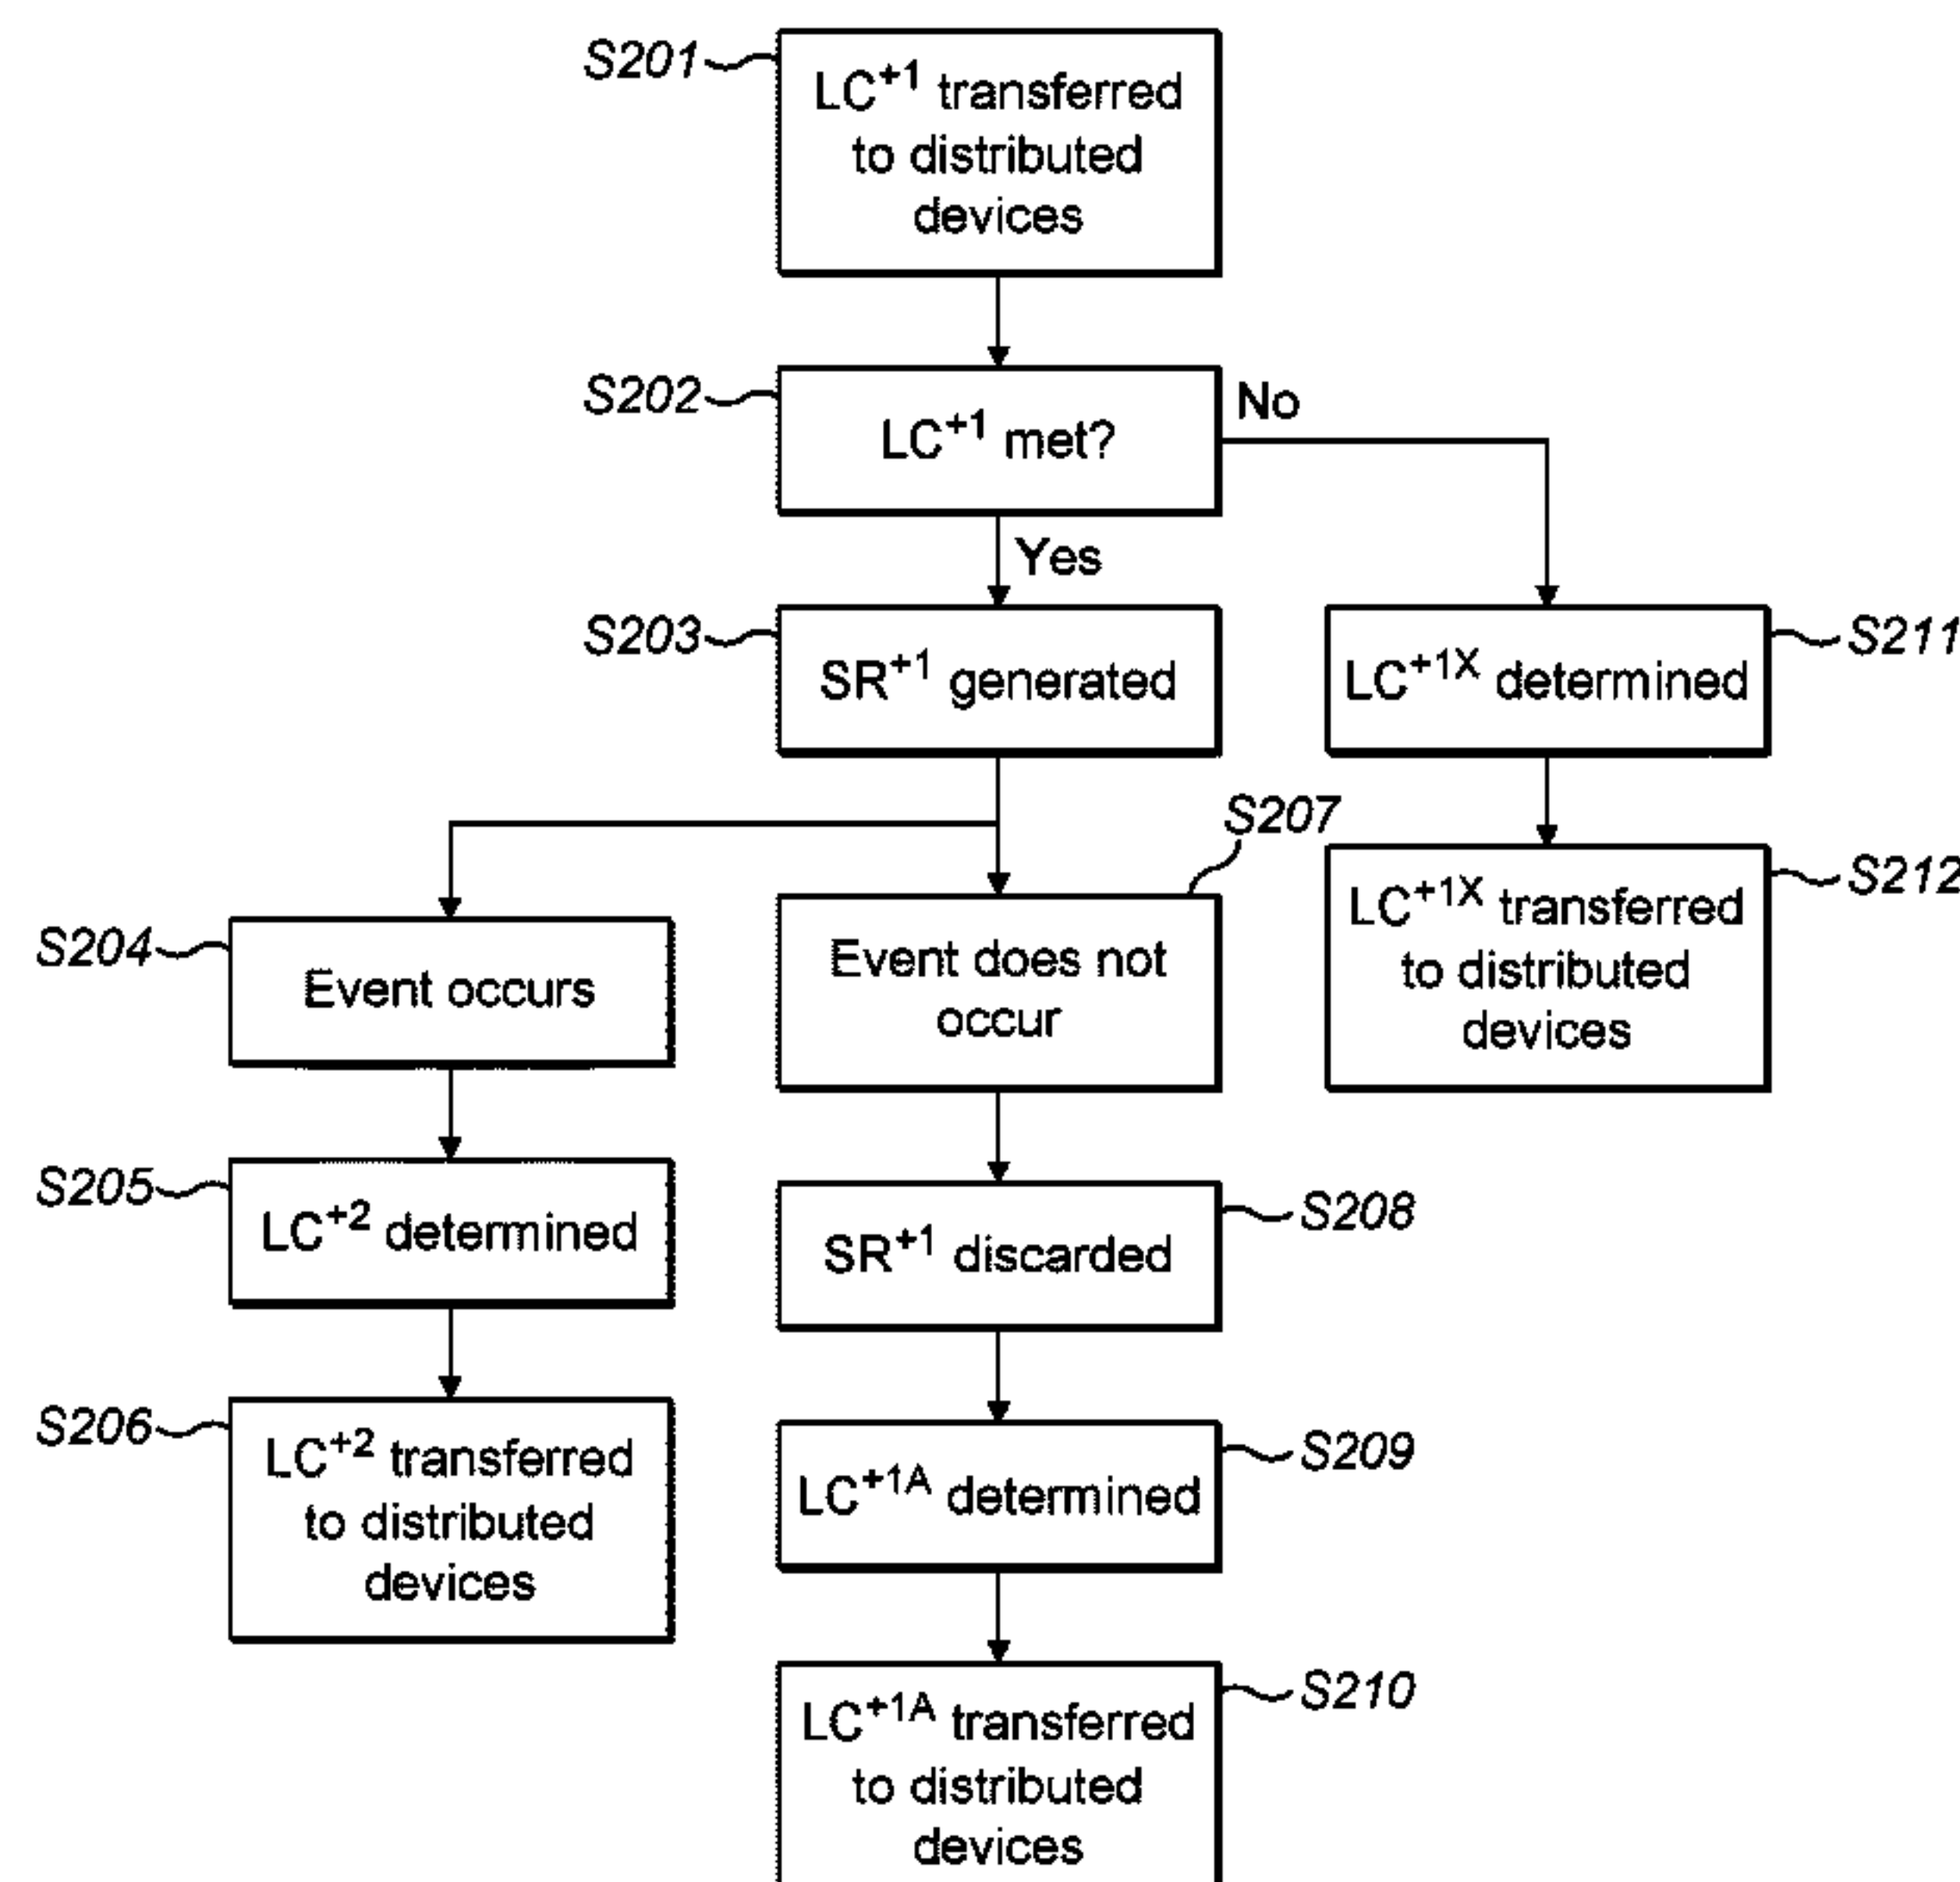 S201
LC+1 transferred
to distributed
devices
S202
LC+1 met?
No
Yes
S203
SR+1 generated
LC+1X determined
S211
S207
S204
Event occurs
Event does not
occur
LC+1X transferred
to distributed
devices
S212
S205
LC+2 determined
SR+1 discarded
S208
S206
LC+2 transferred
to distributed
devices
LC+1A determined
S209
LC+1A transferred
to distributed
devices
S210